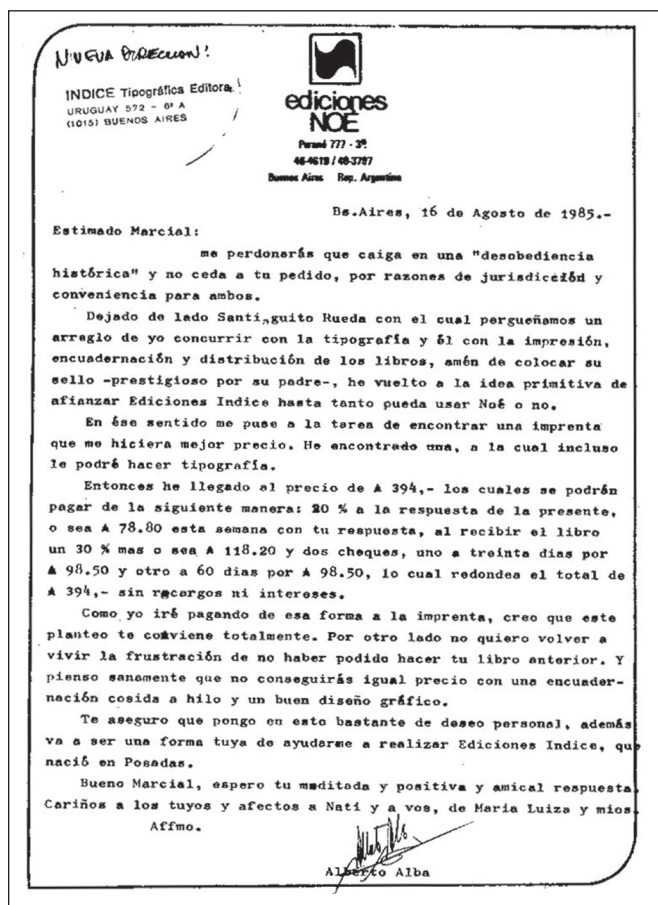 NUEVA DIRECCION!
INDICE Tipográfica Editora!
URUGUAY 572 - 6º A
(1015) BUENOS AIRES
ediciones
NOÉ
Paraná 777 - 3º
46-4619 / 48-3787
Buenos Aires Rep. Argentina
Bs.Aires, 16 de Agosto de 1985.-
Estimado Marcial:
me perdonarás que caiga en una "desobediencia
histórica" y no ceda a tu pedido, por razones de jurisdicción y
conveniencia para ambos.
Dejado de lado Santinguito Rueda con el cual pergueñamos un
arreglo de yo concurrir con la tipografía y él con la impresión,
encuadernación y distribución de los libros, amén de colocar su
sello -prestigioso por su padre-, he vuelto a la idea primitiva de
afianzar Ediciones Indice hasta tanto pueda usar Noé o no.
En ése sentido me puse a la tarea de encontrar una imprenta
que me hiciera mejor precio. He encontrado una, a la cual incluso
le podré hacer tipografía.
Entonces he llegado al precio de A 394,- los cuales se podrán
pagar de la siguiente manera: 20 % a la respuesta de la presente,
o sea A 78.80 esta semana con tu respuesta, al recibir el libro
un 30 % mas o sea A 118.20 y dos cheques, uno a treinta dias por
A 98.50 y otro a 60 dias por A 98.50, lo cual redondea el total de
A 394,- sin recargos ni intereses.
Como yo iré pagando de esa forma a la imprenta, creo que este
planteo te conviene totalmente. Por otro lado no quiero volver a
vivir la frustración de no haber podido hacer tu libro anterior. Y
pienso sanamente que no conseguirás igual precio con una encuader-
nación cosida a hilo y un buen diseño gráfico.
Te aseguro que pongo en esto bastante de deseo personal, además
va a ser una forma tuya de ayudarme a realizar Ediciones Indice, que
nació en Posadas.
Bueno Marcial, espero tu meditada y positiva y amical respuesta.
Cariños a los tuyos y afectos a Nati y a vos, de Maria Luiza y mios.
Affmo.
Alberto Alba